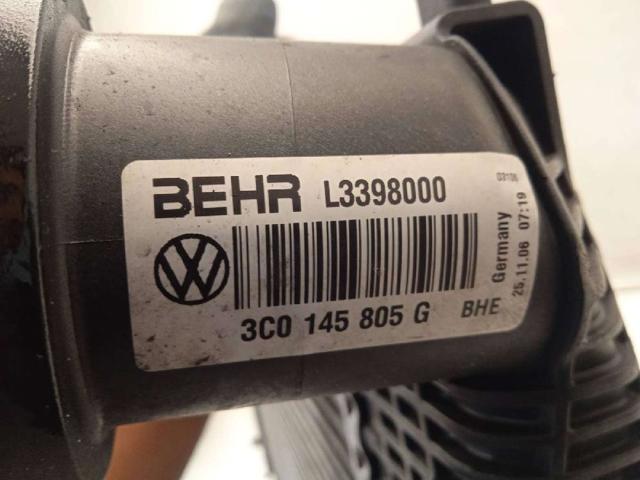 BEHR L3398000
3C0 145 805 G BHE
Germany
25.11.06 07:19